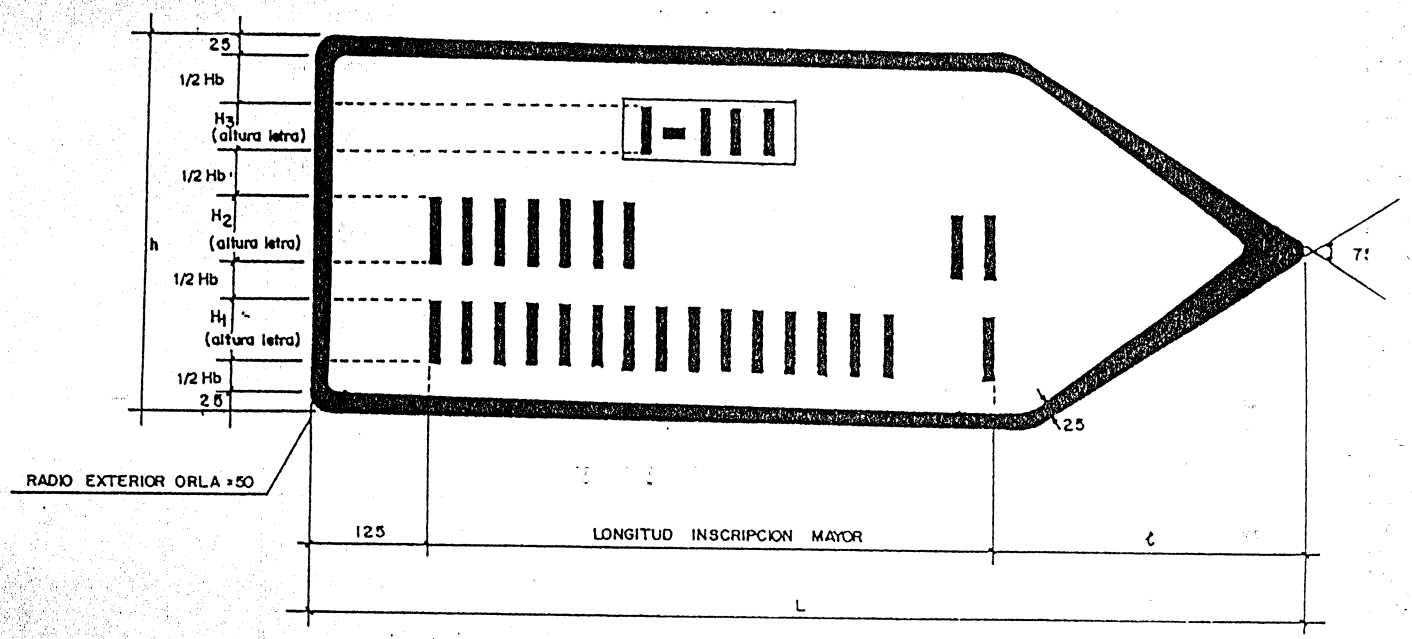 25
1/2 Hb
H3
(altura letra)
1/2 Hb
H2
(altura letra)
h
1/2 Hb
H1
(altura letra)
1/2 Hb
25
25
RADIO EXTERIOR ORLA =50
125
LONGITUD INSCRIPCION MAYOR
ℓ
L